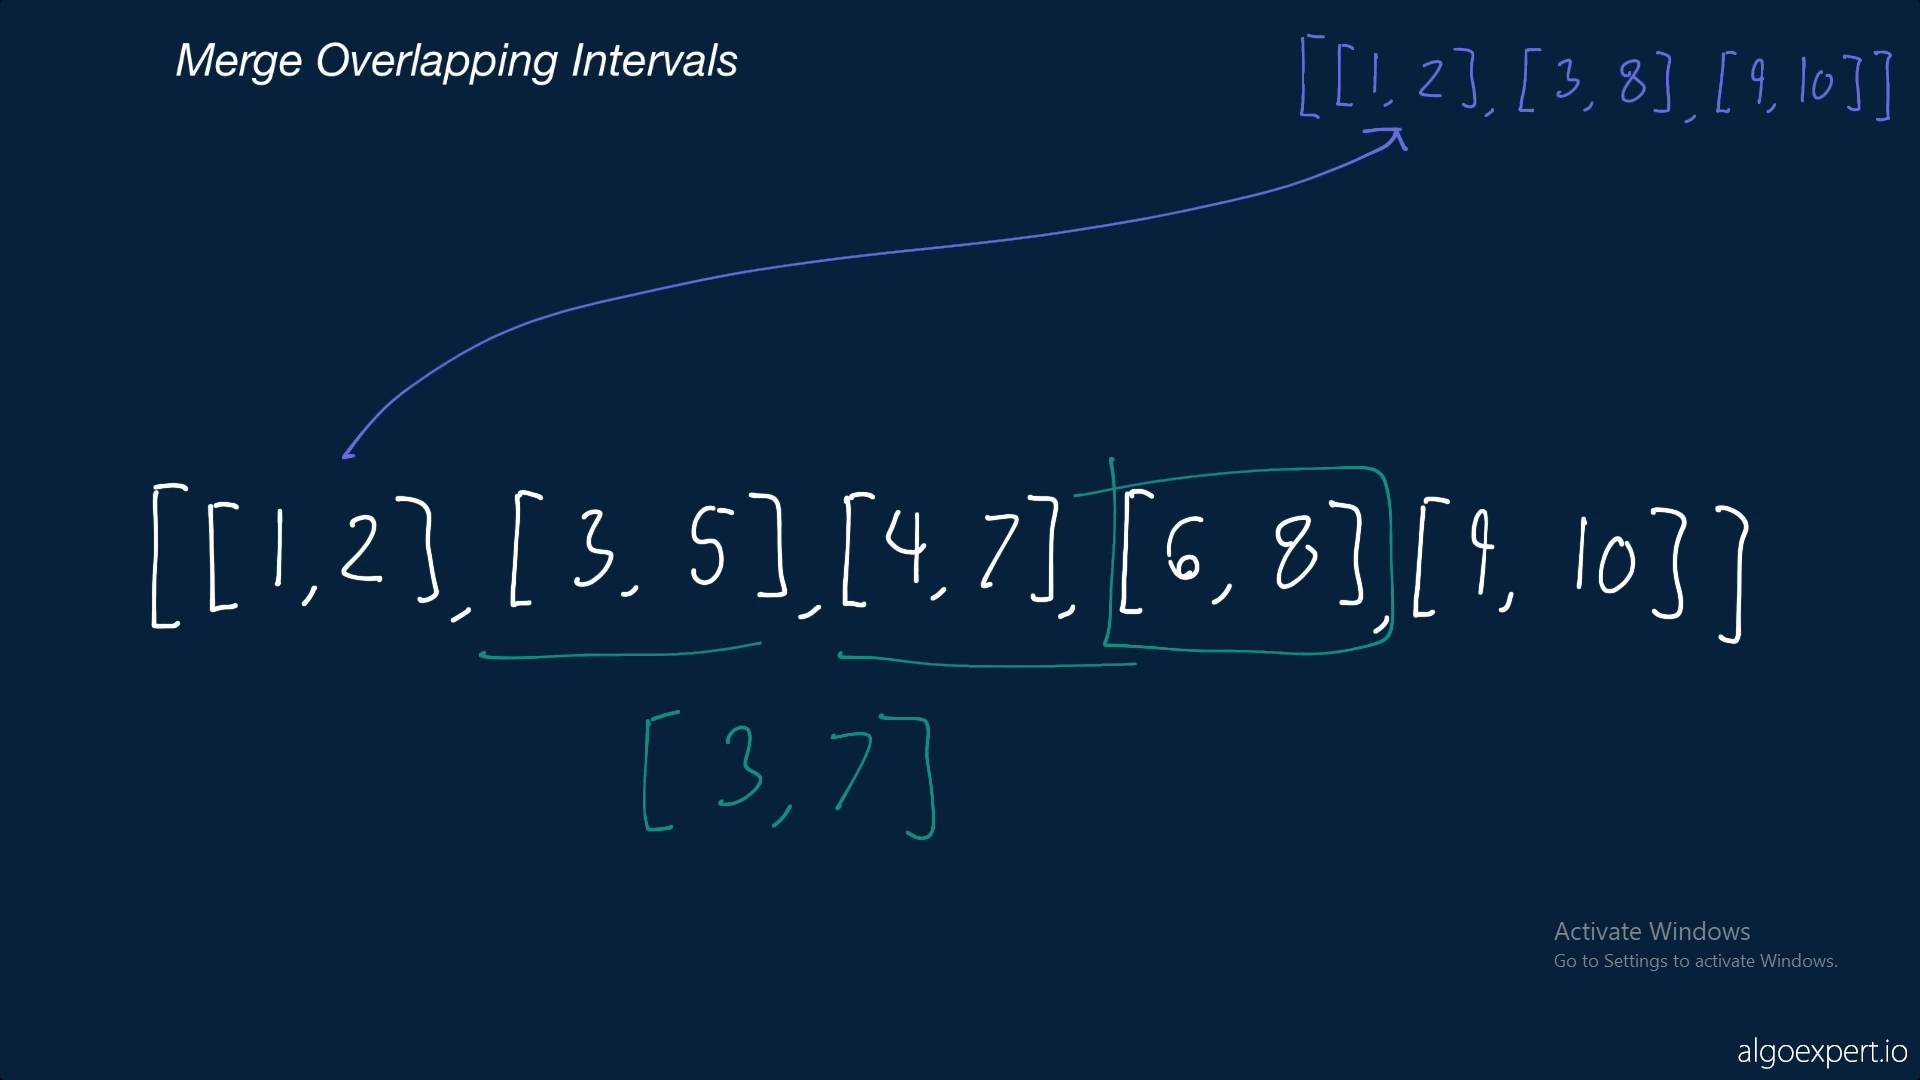 Merge Overlapping Intervals
[[1, 2], [3, 8], [9, 10]]
[[1,2], [3, 5], [4,7], [6, 8], [9, 10]]
[3, 7]
Activate Windows
Go to Settings to activate Windows.
algoexpert.io